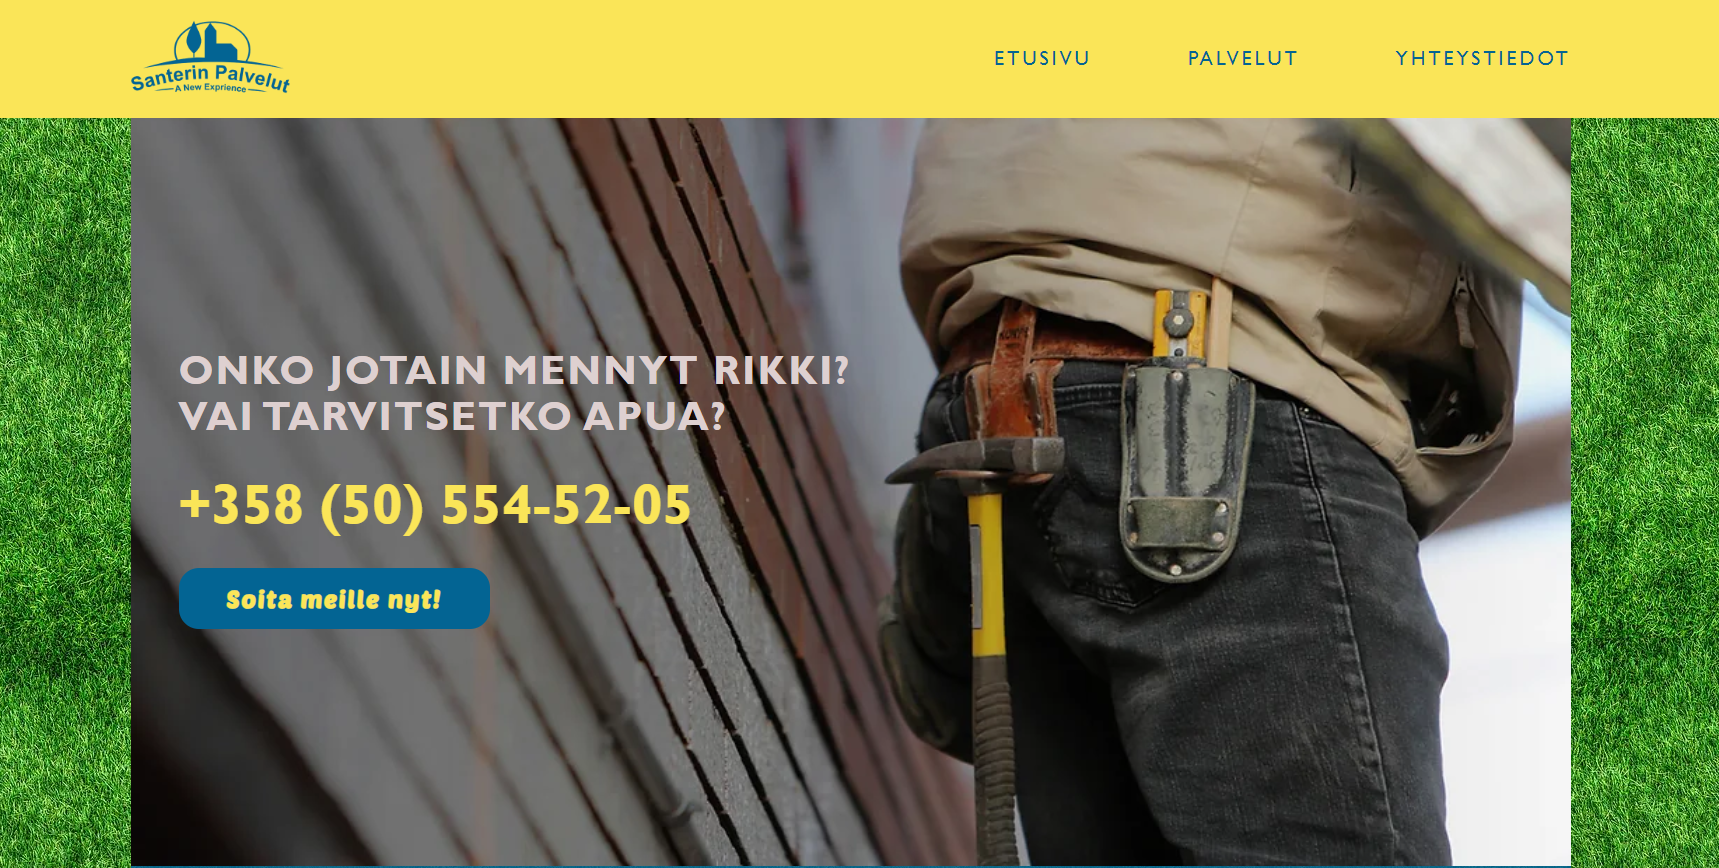 Santerin Palvelut
A New Exprience
ETUSIVU
PALVELUT
YHTEYSTIEDOT
ONKO JOTAIN MENNYT RIKKI?
VAI TARVITSETKO APUA?
+358 (50) 554-52-05
Soita meille nyt!